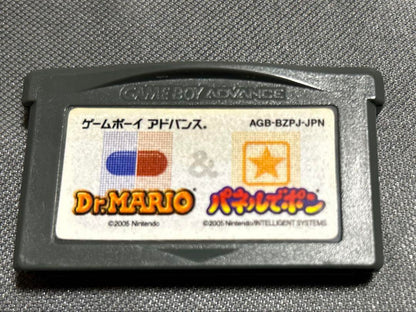 GAME BOY ADVANCE
ゲームボーイ アドバンス® AGB-BZPJ-JPN
&
Dr.MARIO パネルでポン
©2005 Nintendo ©2005 Nintendo/INTELLIGENT SYSTEMS